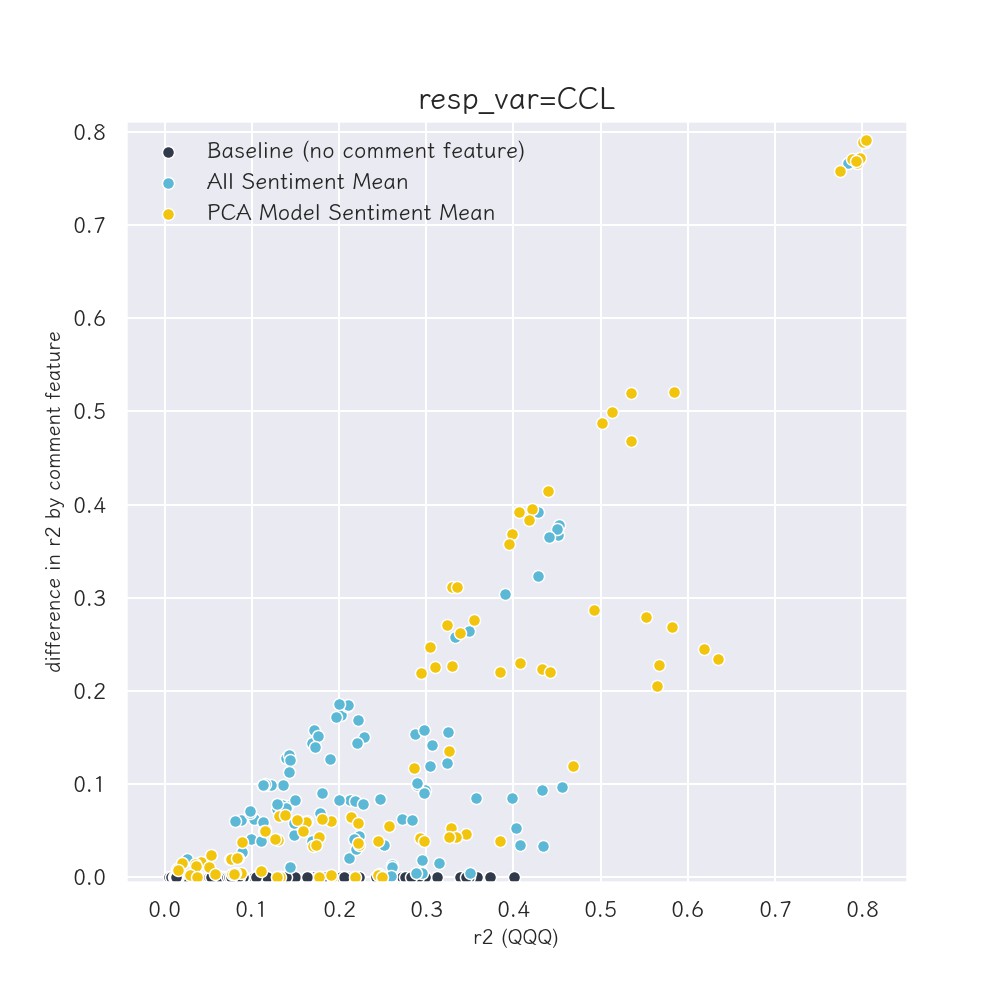 resp_var=CCL
Baseline (no comment feature)
All Sentiment Mean
PCA Model Sentiment Mean
difference in r2 by comment feature
0.8
0.7
0.6
0.5
0.4
0.3
0.2
0.1
0.0
0.0 0.1 0.2 0.3 0.4 0.5 0.6 0.7 0.8
r2 (QQQ)